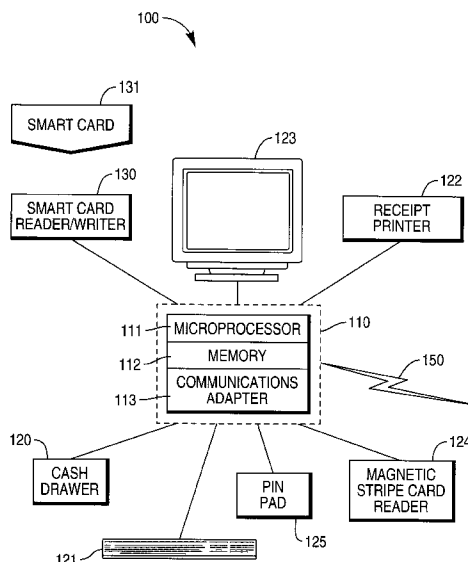 100
131
SMART CARD
123
130
122
SMART CARD
READER/WRITER
RECEIPT
PRINTER
111
MICROPROCESSOR
110
112
MEMORY
150
113
COMMUNICATIONS
ADAPTER
120
124
CASH
DRAWER
PIN
PAD
MAGNETIC
STRIPE CARD
READER
125
121